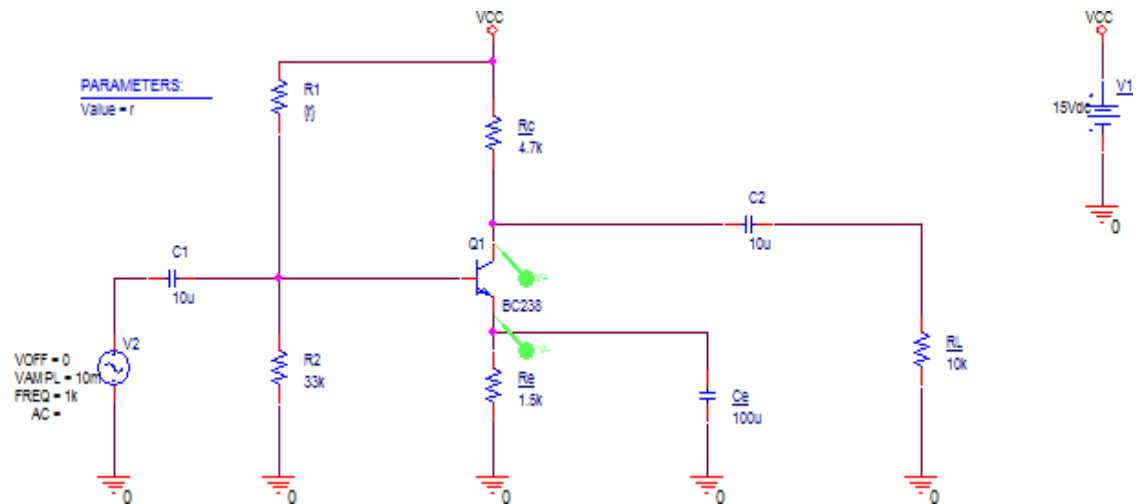 VCC
VCC
PARAMETERS:
Value = r
R1
{r}
Rc
4.7k
V1
15Vdc
0
C1
10u
Q1
V+
C2
10u
BC238
V-
V2
VOFF = 0
VAMPL = 10m
FREQ = 1k
AC =
R2
33k
Re
1.5k
Ce
100u
RL
10k
0
0
0
0
0